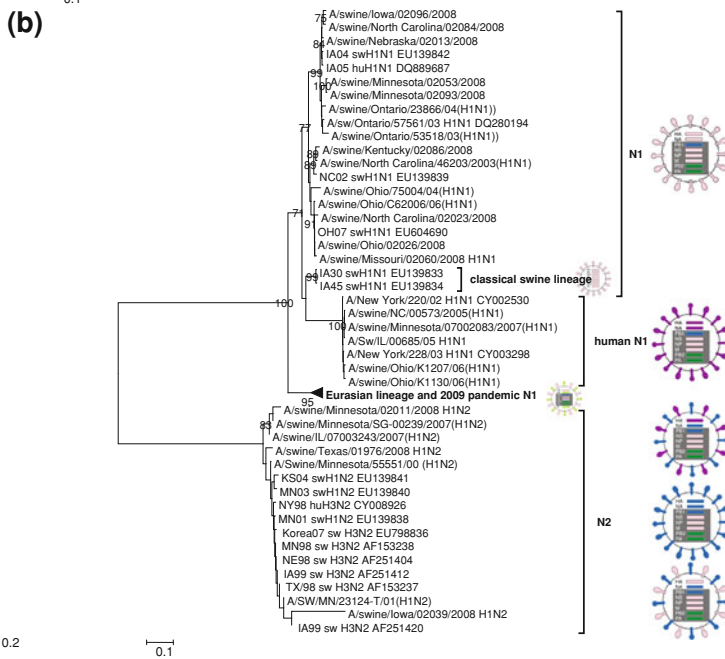 (b)
75
A/swine/Iowa/02096/2008
A/swine/North Carolina/02084/2008
84
A/swine/Nebraska/02013/2008
IA04 swH1N1 EU139842
99
IA05 huH1N1 DQ889687
100
A/swine/Minnesota/02053/2008
A/swine/Minnesota/02093/2008
A/swine/Ontario/23866/04(H1N1))
A/sw/Ontario/57561/03 H1N1 DQ280194
77
A/swine/Ontario/53518/03(H1N1))
A/swine/Kentucky/02086/2008
N1
A/swine/North Carolina/46203/2003(H1N1)
NC02 swH1N1 EU139839
A/swine/Ohio/75004/04(H1N1)
A/swine/Ohio/C62006/06(H1N1)
71
A/swine/North Carolina/02023/2008
91
OH07 swH1N1 EU604690
A/swine/Ohio/02026/2008
A/swine/Missouri/02060/2008 H1N1
99
IA30 swH1N1 EU139833
classical swine lineage
IA45 swH1N1 EU139834
100
A/New York/220/02 H1N1 CY002530
A/swine/NC/00573/2005(H1N1)
100
A/swine/Minnesota/07002083/2007(H1N1)
A/Sw/IL/00685/05 H1N1
human N1
A/New York/228/03 H1N1 CY003298
A/swine/Ohio/K1207/06(H1N1)
A/swine/Ohio/K1130/06(H1N1)
95
Eurasian lineage and 2009 pandemic N1
A/swine/Minnesota/02011/2008 H1N2
83
A/swine/Minnesota/SG-00239/2007(H1N2)
A/swine/IL/07003243/2007(H1N2)
A/swine/Texas/01976/2008 H1N2
A/Swine/Minnesota/55551/00 (H1N2)
KS04 swH1N2 EU139841
MN03 swH1N2 EU139840
NY98 huH3N2 CY008926
MN01 swH1N2 EU139838
N2
Korea07 sw H3N2 EU798836
MN98 sw H3N2 AF153238
NE98 sw H3N2 AF251404
IA99 sw H3N2 AF251412
TX/98 sw H3N2 AF153237
A/SW/MN/23124-T/01(H1N2)
A/swine/Iowa/02039/2008 H1N2
IA99 sw H3N2 AF251420
0.2
0.1